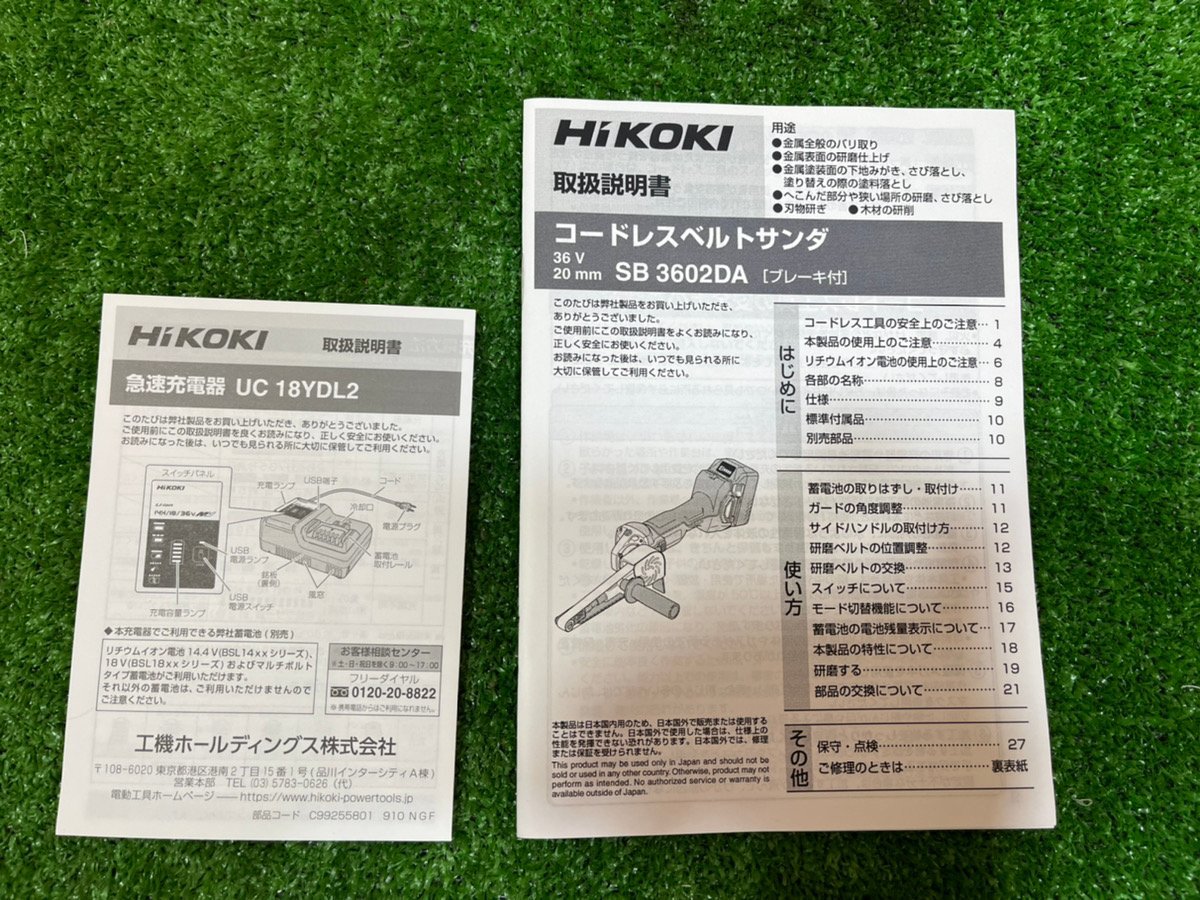 HiKOKI
取扱説明書
急速充電器 UC 18YDL2
このたびは弊社製品をお買い上げいただき、ありがとうございました。
ご使用前にこの取扱説明書を良くお読みになり、正しく安全にお使いください。
お読みになった後は、いつでも見られる所に大切に保管してご利用ください。
スイッチパネル
HiKOKI
14.4/18/36V
充電ランプ
USB端子
コード
冷却口
電源プラグ
USB
電源ランプ
蓄電池
取付レール
銘板
(裏側)
風窓
USB
電源スイッチ
充電容量ランプ
◆本充電器でご利用できる弊社蓄電池(別売)
リチウムイオン電池 14.4V(BSL14xxシリーズ)、
18V(BSL18xxシリーズ)およびマルチボルト
タイプ蓄電池がご利用いただけます。
それ以外の蓄電池は、ご利用いただけませんので
ご注意ください。
お客様相談センター
※土・日・祝日を除く 9:00〜17:00
フリーダイヤル
0120-20-8822
※携帯電話からはご利用になれません。
工機ホールディングス株式会社
〒108-6020 東京都港区港南2丁目15番1号(品川インターシティA棟)
営業本部 TEL (03) 5783-0626 (代)
電動工具ホームページ——https://www.hikoki-powertools.jp
部品コード C99255801 910 NGF
HiKOKI
取扱説明書
用途
●金属全般のバリ取り
●金属表面の研磨仕上げ
●金属塗装面の下地みがき、さび落とし、
塗り替えの際の塗料落とし
●へこんだ部分や狭い場所の研磨、さび落とし
●刃物研ぎ ●木材の研削
コードレスベルトサンダ
36 V
20 mm SB 3602DA [ブレーキ付]
このたびは弊社製品をお買い上げいただき、
ありがとうございました。
ご使用前にこの取扱説明書をよくお読みになり、
正しく安全にお使いください。
お読みになった後は、いつでも見られる所に
大切に保管してご利用ください。
はじめに
コードレス工具の安全上のご注意… 1
本製品の使用上のご注意………… 4
リチウムイオン電池の使用上のご注意… 6
各部の名称…………………… 8
仕様…………………………… 9
標準付属品…………………… 10
別売部品……………………… 10
使い方
蓄電池の取りはずし・取付け…… 11
ガードの角度調整……………… 11
サイドハンドルの取付け方……… 12
研磨ベルトの位置調整………… 12
研磨ベルトの交換……………… 13
スイッチについて……………… 15
モード切替機能について……… 16
蓄電池の電池残量表示について… 17
本製品の特性について………… 18
研磨する……………………… 19
部品の交換について…………… 21
その他
保守・点検…………………… 27
ご修理のときは……………… 裏表紙
本製品は日本国内用のため、日本国外で販売または使用する
ことはできません。日本国外で使用した場合は、仕様上の
性能を発揮できない恐れがあります。日本国外では、修理
または保証を受けられません。
This product may be used only in Japan and should not be
sold or used in any other country. Otherwise, product may not
perform as intended. No authorized service or warranty is
available outside of Japan.